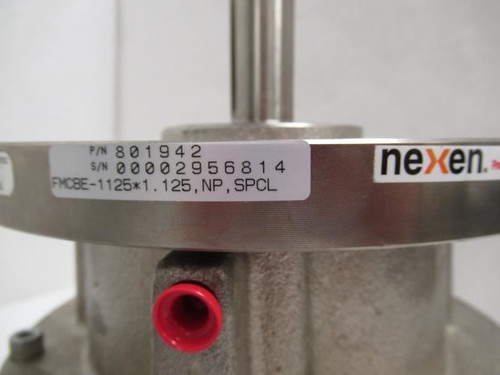 P/N 801942
S/N 00002956814
FMCBE-1125*1.125,NP,SPCL
nexen.